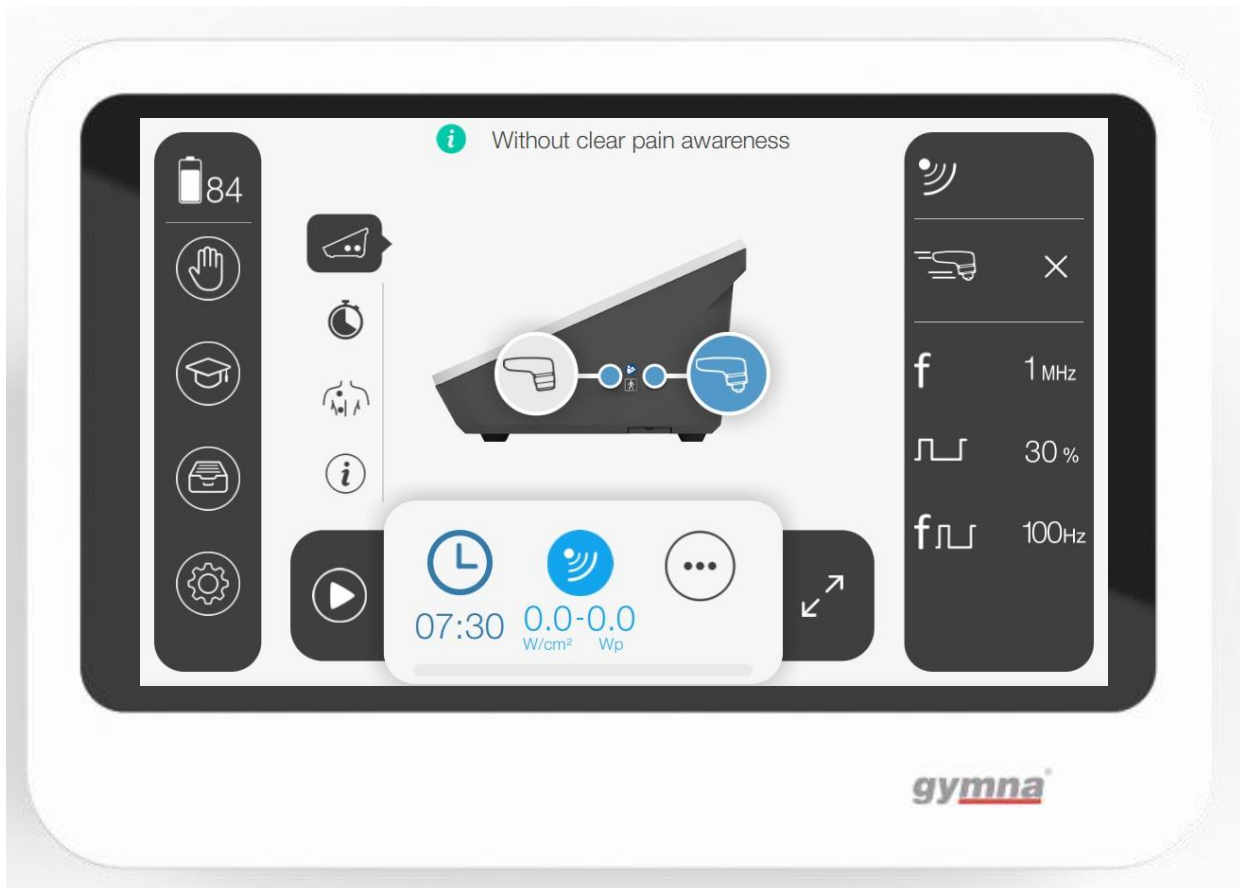 Without clear pain awareness
84
1 MHz
30 %
f
100Hz
f
07:30
0.0-0.0
W/cm² Wp
gymna®